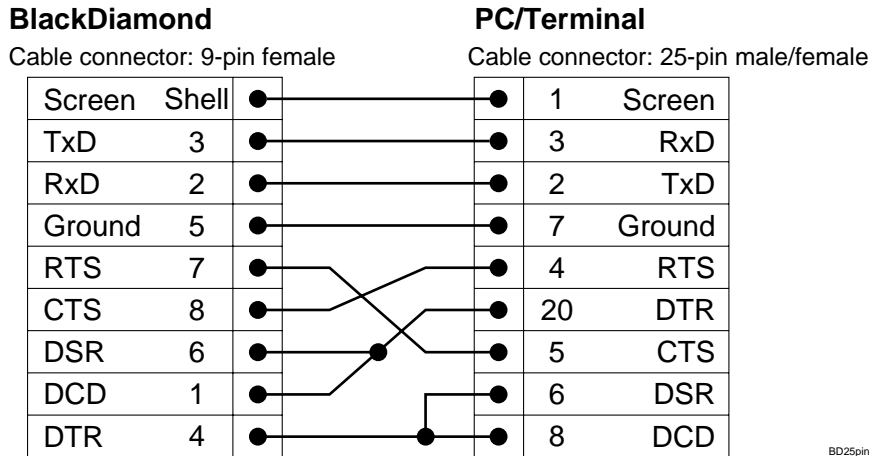 BlackDiamond PC/Terminal
Cable connector: 9-pin female Cable connector: 25-pin male/female
Screen Shell 1 Screen
TxD 3 3 RxD
RxD 2 2 TxD
Ground 5 7 Ground
RTS 7 4 RTS
CTS 8 20 DTR
DSR 6 5 CTS
DCD 1 6 DSR
DTR 4 8 DCD
BD25pin